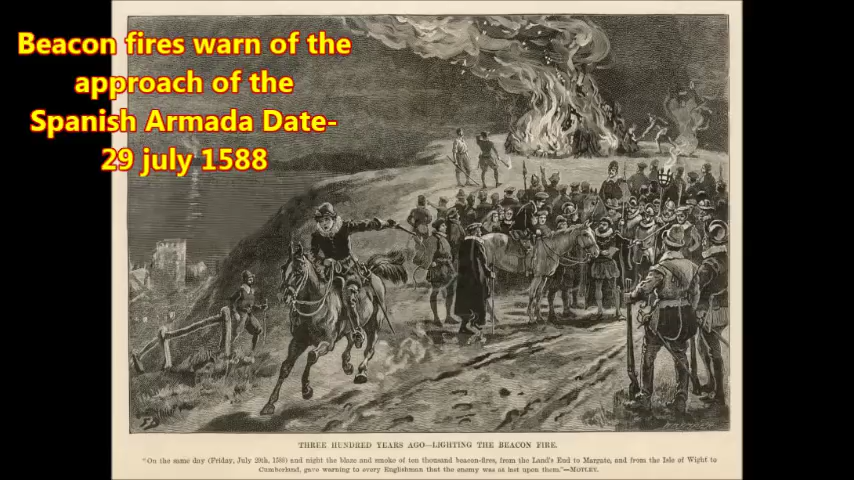 Beacon fires warn of the
approach of the
Spanish Armada Date-
29 july 1588
THREE HUNDRED YEARS AGO—LIGHTING THE BEACON FIRE.
"On the same day (Friday, July 29th, 1588) and night the blaze and smoke of ten thousand beacon-fires, from the Land's End to Margate, and from the Isle of Wight to
Cumberland, gave warning to every Englishman that the enemy was at last upon them."—MOTLEY.